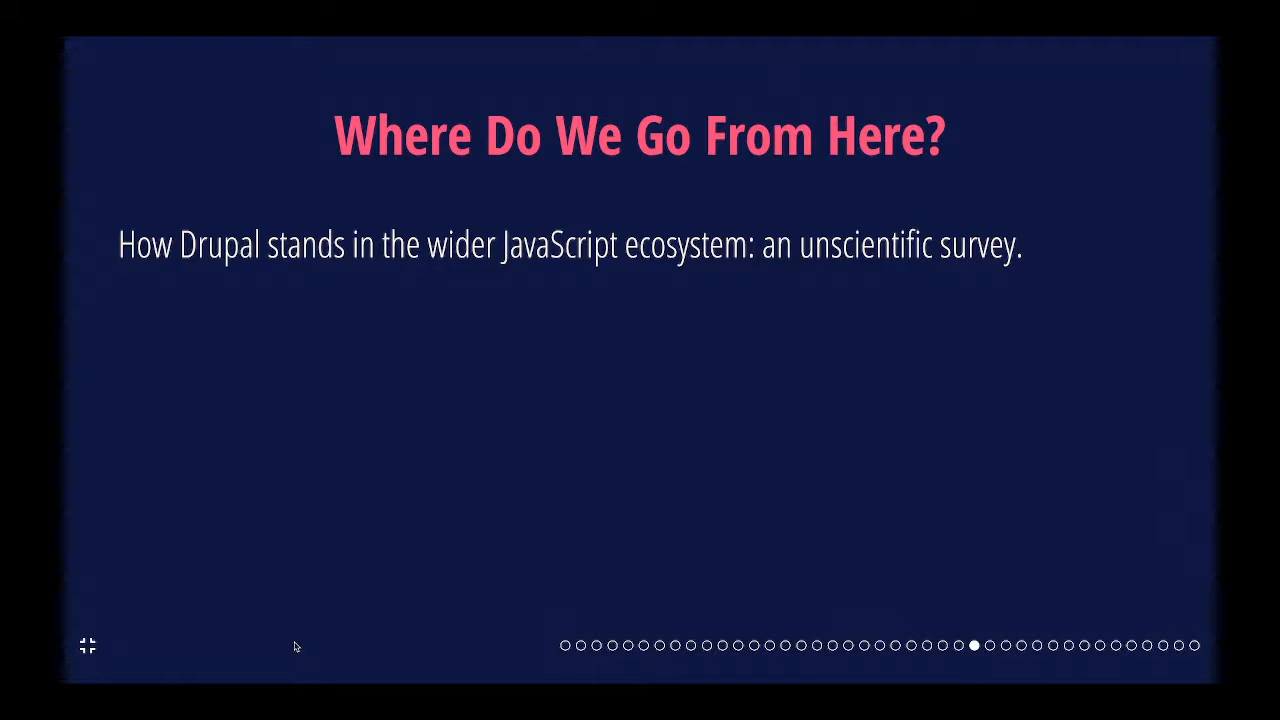 Where Do We Go From Here?
How Drupal stands in the wider JavaScript ecosystem: an unscientific survey.